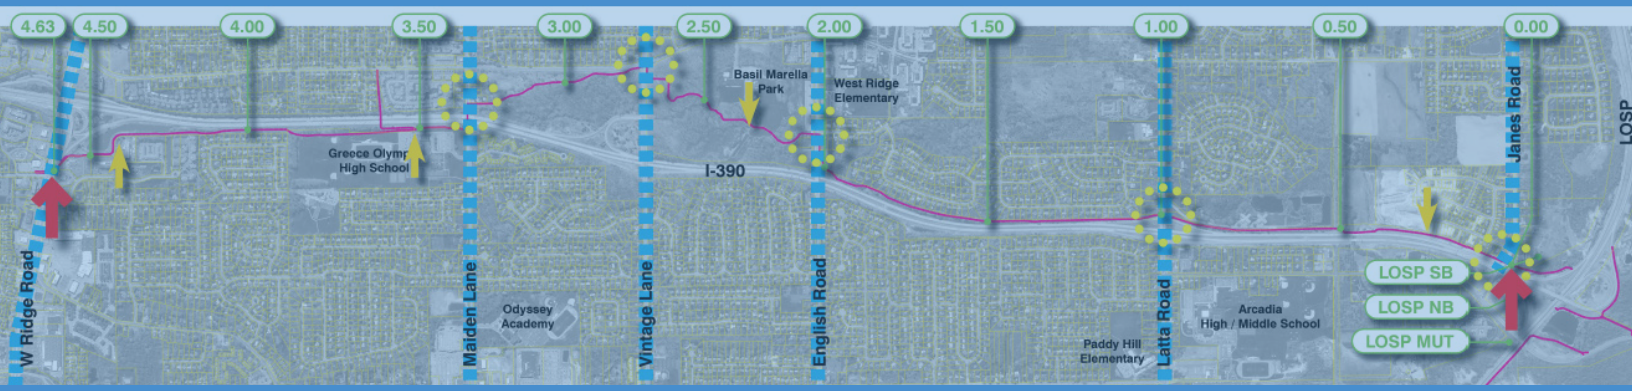 4.63
4.50
4.00
3.50
3.00
2.50
2.00
1.50
1.00
0.50
0.00
Basil Marella
Park
West Ridge
Elementary
Greece Olymp
High School
I-390
W Ridge Road
Maiden Lane
Vintage Lane
English Road
Latta Road
Janes Road
LOSP
Odyssey
Academy
Paddy Hill
Elementary
Arcadia
High / Middle School
LOSP SB
LOSP NB
LOSP MUT